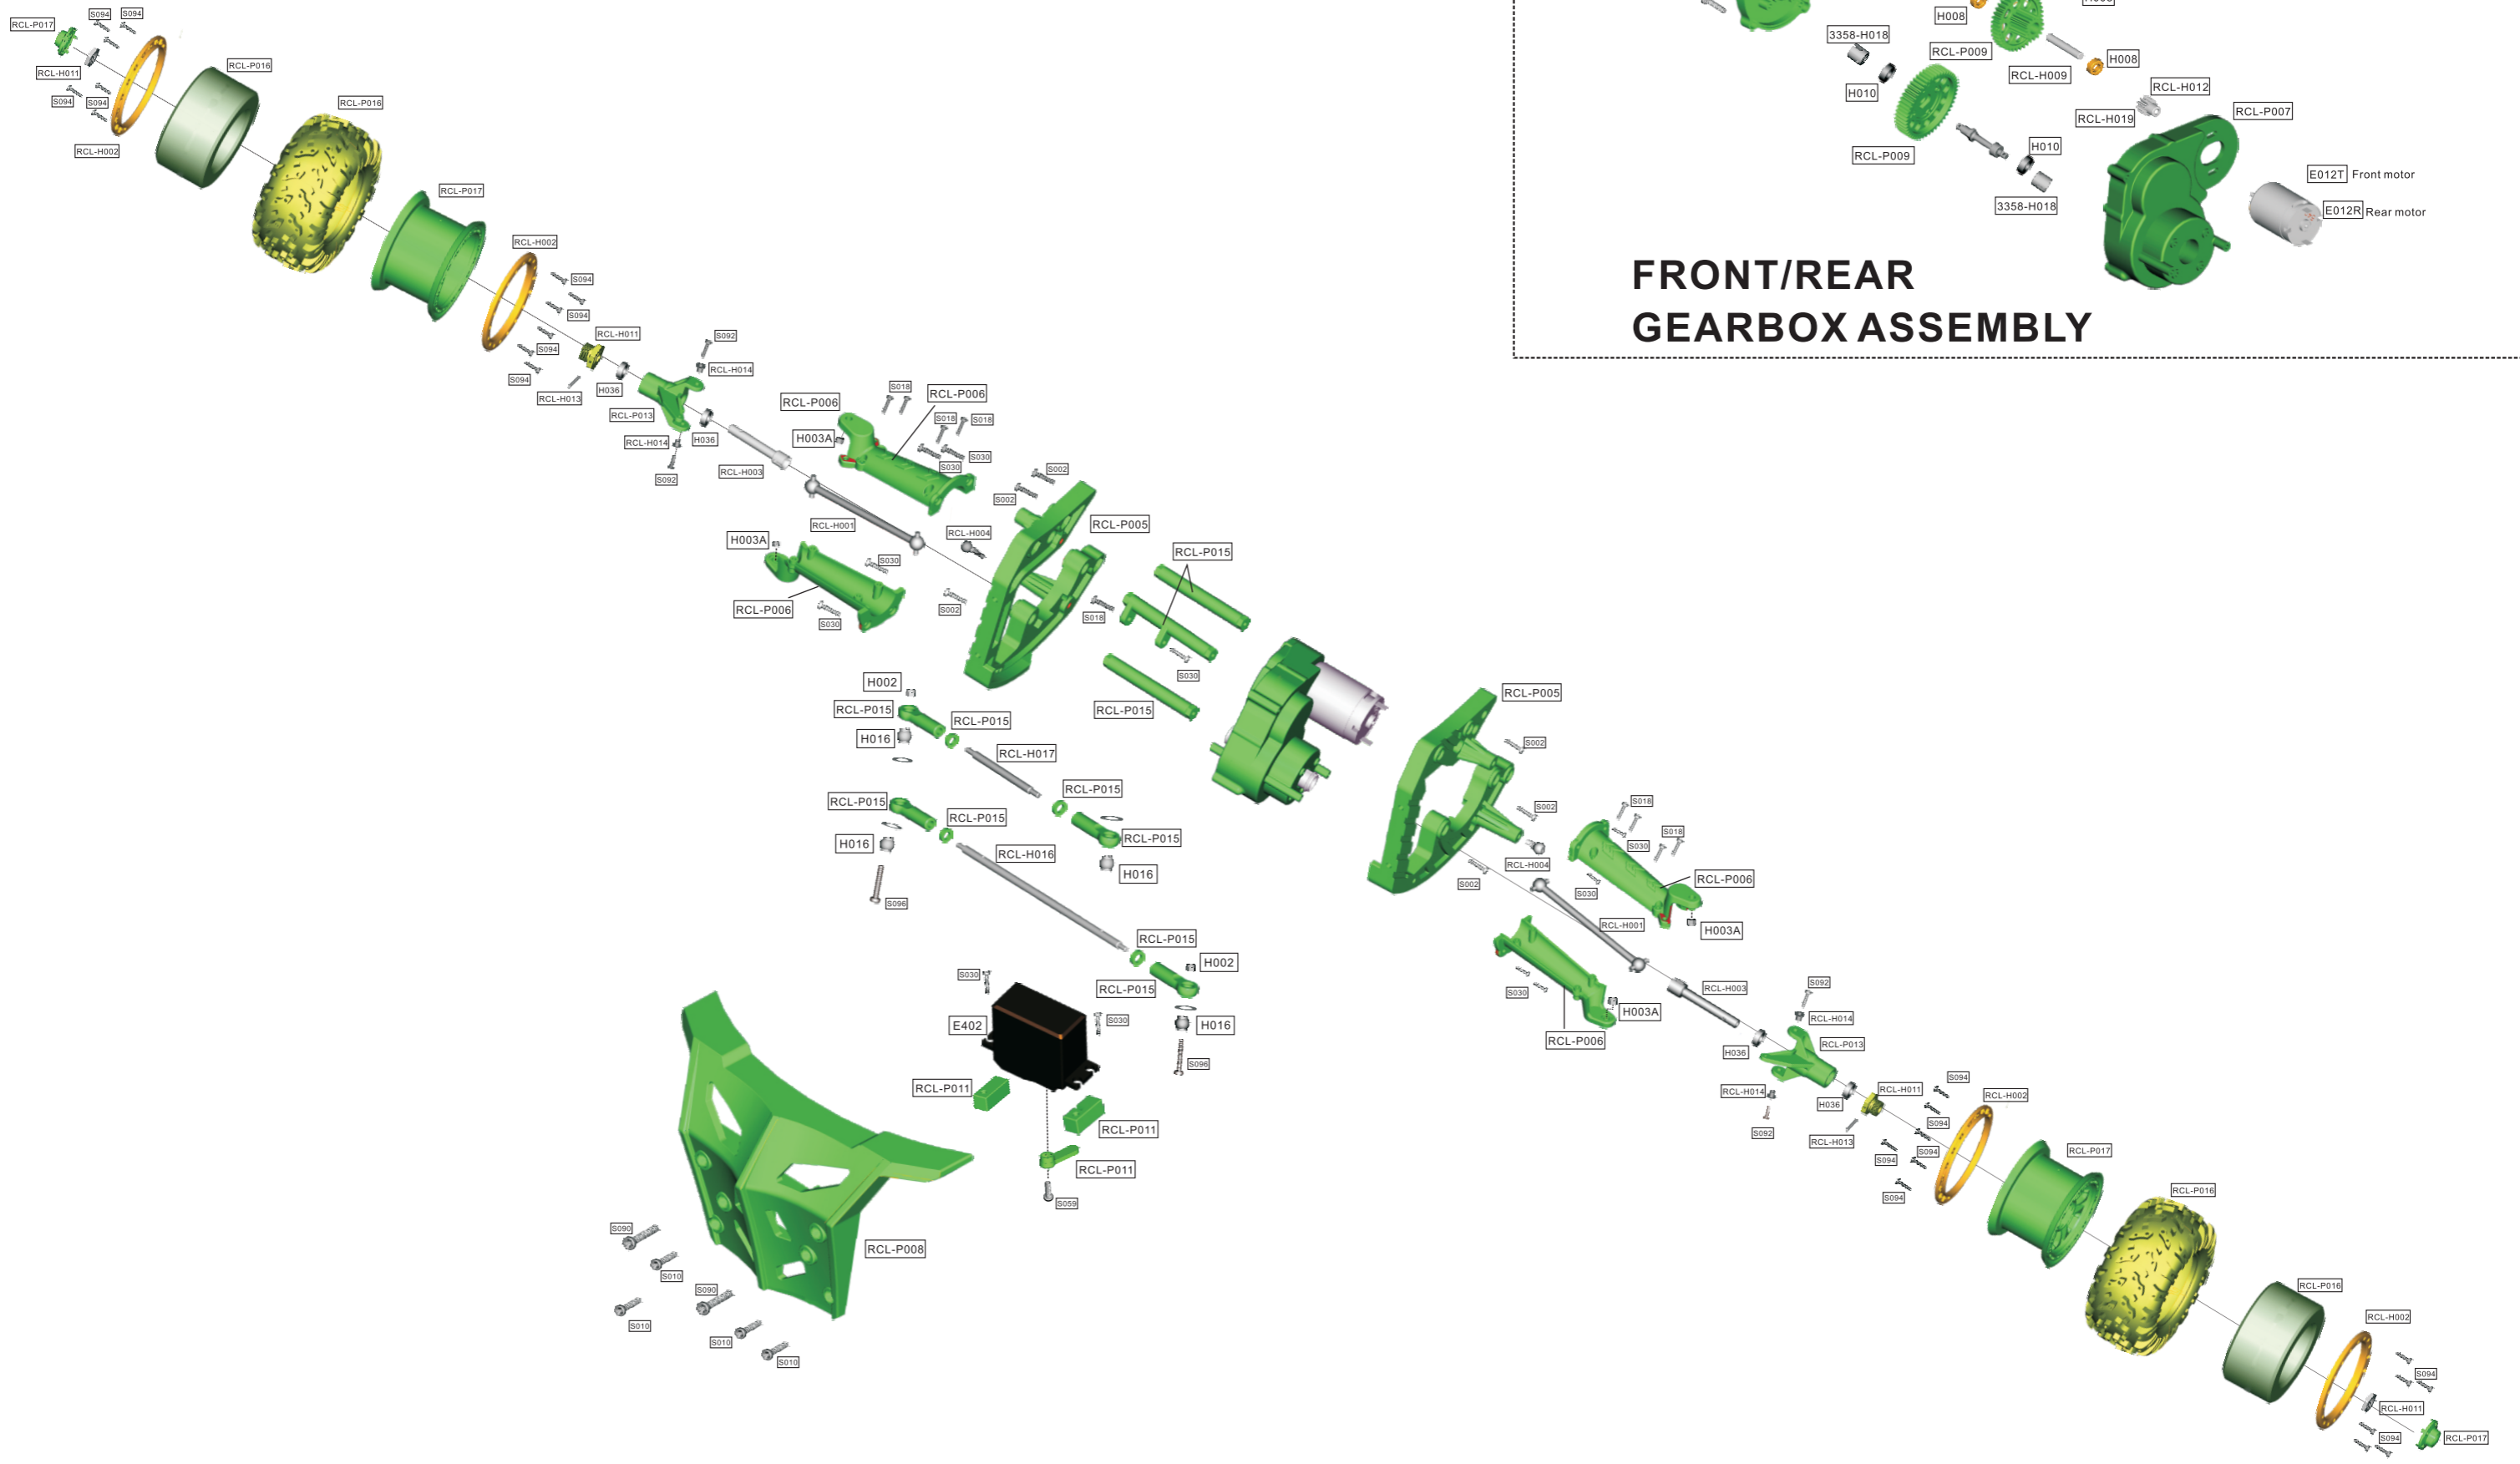 RCL-P017
S094
S094
RCL-H011
S094
S094
RCL-H002
RCL-P016
RCL-P016
RCL-P017
RCL-H002
S094
S094
RCL-H011
S094
S094
RCL-H013
H036
S092
RCL-H014
RCL-P013
RCL-H014
H036
S092
RCL-H003
RCL-P006
S018
RCL-P006
S018
S018
H003A
S030
S030
RCL-H001
H003A
S030
RCL-P006
S030
S002
S002
RCL-H004
S002
RCL-P005
RCL-P015
S018
S030
RCL-P015
H002
RCL-P015
RCL-P015
H016
RCL-H017
RCL-P015
RCL-P015
H016
RCL-P015
RCL-P015
H016
RCL-H016
S096
RCL-P015
H002
RCL-P015
H016
S096
S030
E402
S030
RCL-P011
RCL-P011
RCL-P011
S059
RCL-P008
S090
S010
S090
S010
S010
S010
RCL-P005
S002
S002
RCL-H004
S002
S018
S018
S030
S030
RCL-P006
H003A
RCL-H001
S030
H003A
RCL-P006
RCL-H003
S092
RCL-H014
H036
RCL-P013
RCL-H014
S092
H036
RCL-H011
RCL-H013
S094
S094
S094
S094
S094
RCL-H002
RCL-P017
RCL-P016
RCL-P016
RCL-H002
S094
RCL-H011
S094
RCL-P017
H008
3358-H018
RCL-P009
H010
RCL-H009
H008
RCL-H012
RCL-H019
RCL-P007
RCL-P009
H010
3358-H018
E012T Front motor
E012R Rear motor
FRONT/REAR
GEARBOX ASSEMBLY